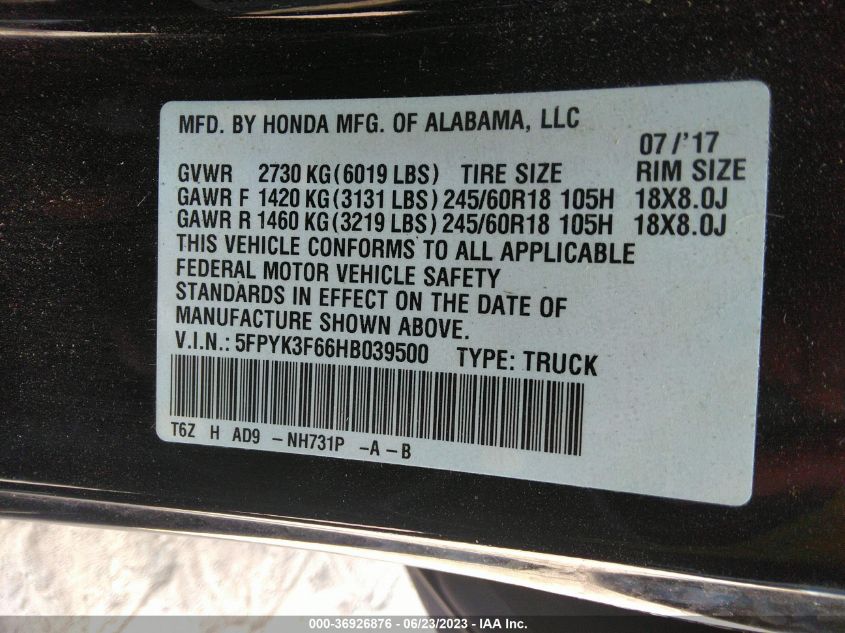 MFD. BY HONDA MFG. OF ALABAMA, LLC
07/'17
GVWR 2730 KG(6019 LBS) TIRE SIZE RIM SIZE
GAWR F 1420 KG(3131 LBS) 245/60R18 105H 18X8.0J
GAWR R 1460 KG(3219 LBS) 245/60R18 105H 18X8.0J
THIS VEHICLE CONFORMS TO ALL APPLICABLE
FEDERAL MOTOR VEHICLE SAFETY
STANDARDS IN EFFECT ON THE DATE OF
MANUFACTURE SHOWN ABOVE.
V.I.N.: 5FPYK3F66HB039500 TYPE: TRUCK
T6Z H AD9 -NH731P -A-B
000-36926876 - 06/23/2023 - IAA Inc.